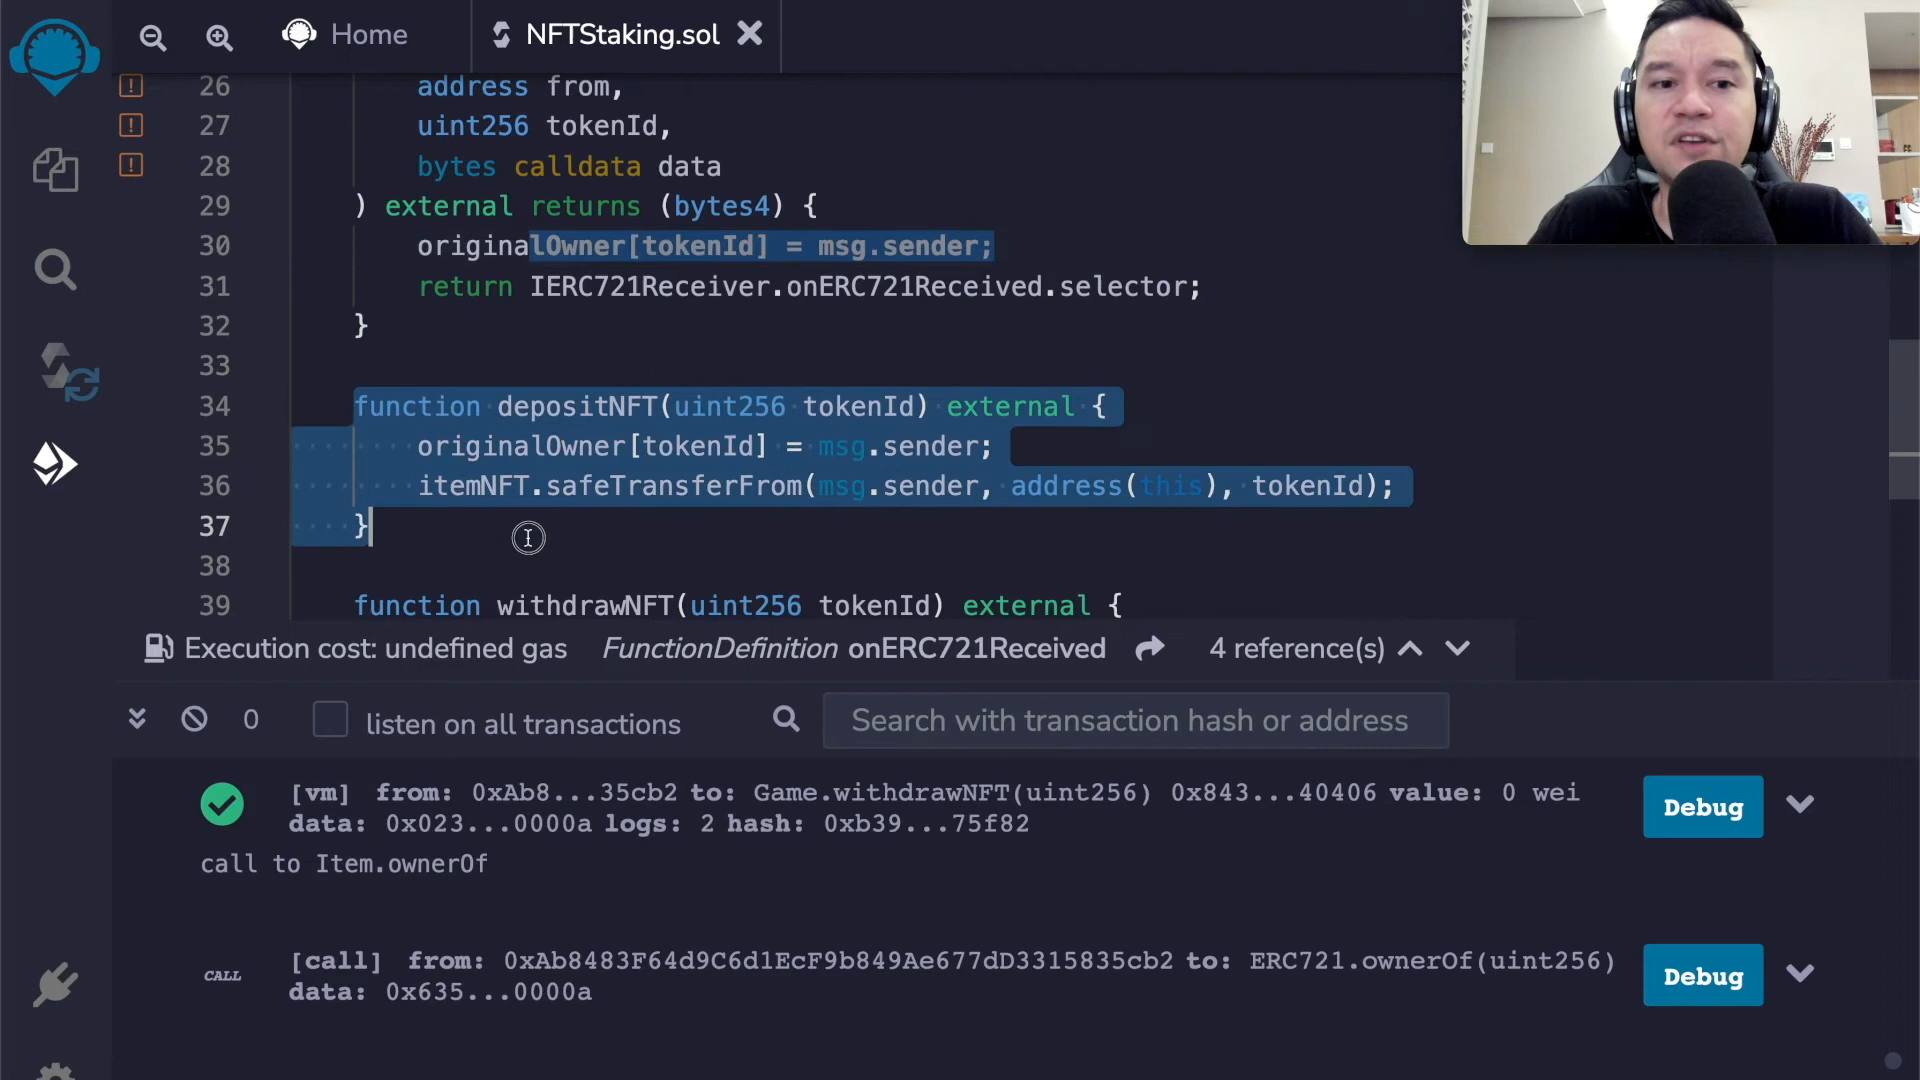 Home
NFTStaking.sol
26 address from,
27 uint256 tokenId,
28 bytes calldata data
29 ) external returns (bytes4) {
30 originalOwner[tokenId] = msg.sender;
31 return IERC721Receiver.onERC721Received.selector;
32 }
33
34 function depositNFT(uint256 tokenId) external {
35 originalOwner[tokenId] = msg.sender;
36 itemNFT.safeTransferFrom(msg.sender, address(this), tokenId);
37 }
38
39 function withdrawNFT(uint256 tokenId) external {
Execution cost: undefined gas FunctionDefinition onERC721Received 4 reference(s)
0 listen on all transactions Search with transaction hash or address
[vm] from: 0xAb8...35cb2 to: Game.withdrawNFT(uint256) 0x843...40406 value: 0 wei
data: 0x023...0000a logs: 2 hash: 0xb39...75f82
Debug
call to Item.ownerOf
CALL [call] from: 0xAb8483F64d9C6d1EcF9b849Ae677dD3315835cb2 to: ERC721.ownerOf(uint256)
data: 0x635...0000a
Debug